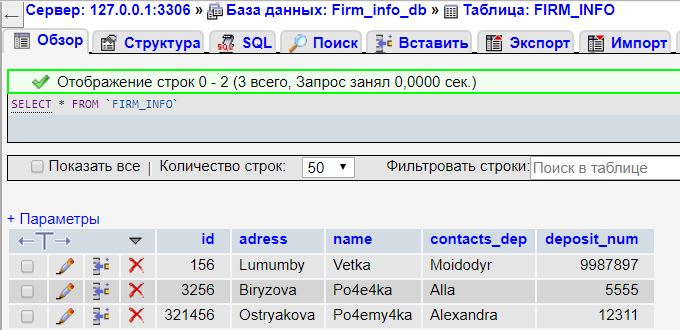 Сервер: 127.0.0.1:3306 » База данных: Firm_info_db » Таблица: FIRM_INFO
Обзор Структура SQL Поиск Вставить Экспорт Импорт
Отображение строк 0 - 2 (3 всего, Запрос занял 0,0000 сек.)
SELECT * FROM `FIRM_INFO`
Показать все | Количество строк: 50 Фильтровать строки: Поиск в таблице
+ Параметры
id adress name contacts_dep deposit_num
156 Lumumby Vetka Moidodyr 9987897
3256 Biryzova Po4e4ka Alla 5555
321456 Ostryakova Po4emy4ka Alexandra 12311